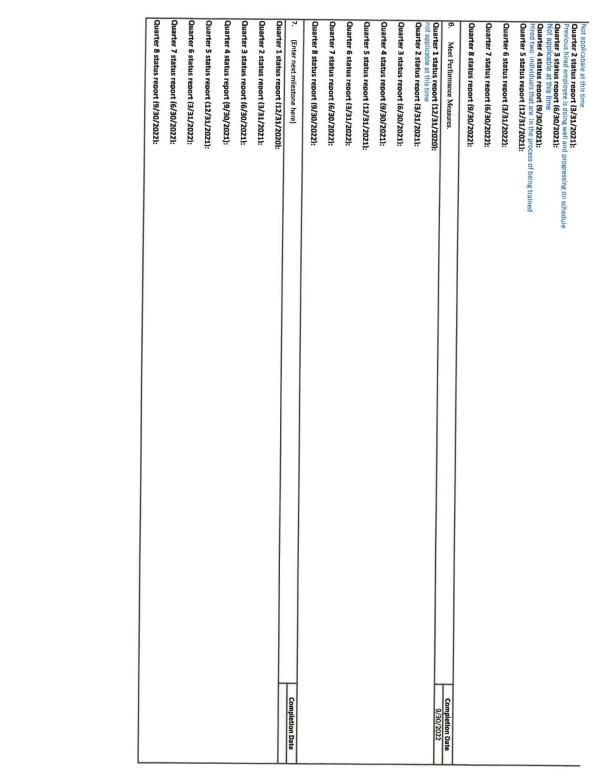 Not applicable at this time
Quarter 2 status report (3/31/2021):
Previous hired employee is doing well and progressing on schedule
Quarter 3 status report (6/30/2021):
Not applicable at this time
Quarter 4 status report (9/30/2021):
Hired two individuals that are in the process of being trained
Quarter 5 status report (12/31/2021):
Quarter 6 status report (3/31/2022):
Quarter 7 status report (6/30/2022):
Quarter 8 status report (9/30/2022):
6. Meet Performance Measures. Completion Date
9/30/2022
Quarter 1 status report (12/31/2020):
not applicable at this time
Quarter 2 status report (3/31/2021):
Quarter 3 status report (6/30/2021):
Quarter 4 status report (9/30/2021):
Quarter 5 status report (12/31/2021):
Quarter 6 status report (3/31/2022):
Quarter 7 status report (6/30/2022):
Quarter 8 status report (9/30/2022):
7. (Enter next milestone here) Completion Date
Quarter 1 status report (12/31/2020):
Quarter 2 status report (3/31/2021):
Quarter 3 status report (6/30/2021):
Quarter 4 status report (9/30/2021):
Quarter 5 status report (12/31/2021):
Quarter 6 status report (3/31/2022):
Quarter 7 status report (6/30/2022):
Quarter 8 status report (9/30/2022):